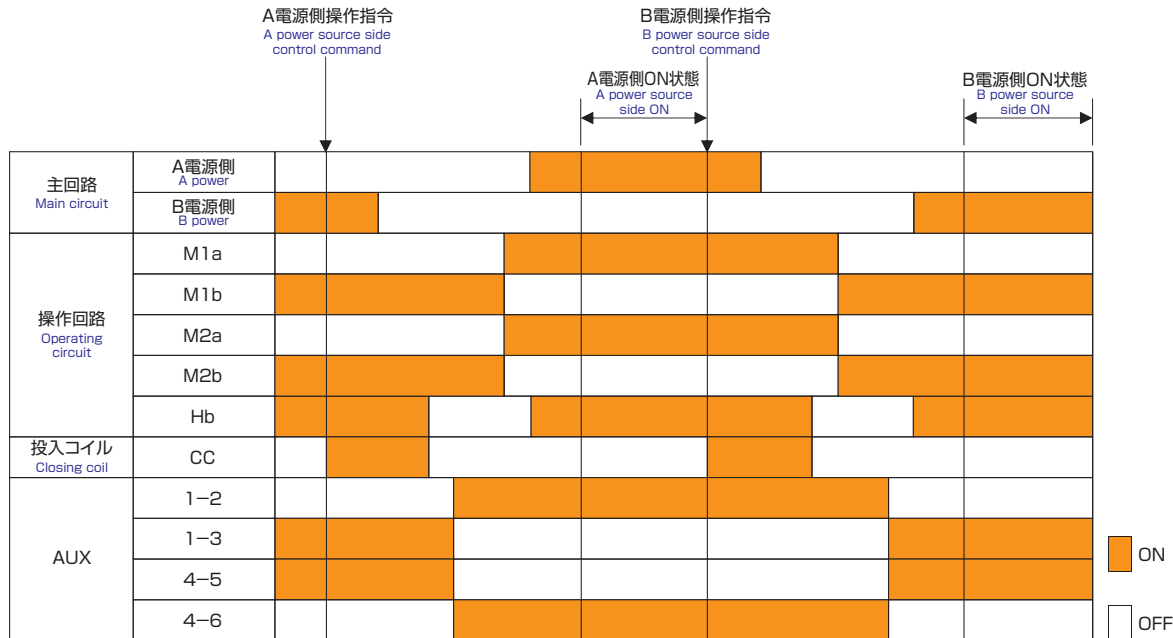 A電源側操作指令
A power source side
control command
B電源側操作指令
B power source side
control command
A電源側ON状態
A power source
side ON
B電源側ON状態
B power source
side ON
主回路
Main circuit
A電源側
A power
B電源側
B power
操作回路
Operating
circuit
M1a
M1b
M2a
M2b
Hb
投入コイル
Closing coil
CC
AUX
1−2
1−3
4−5
4−6
ON
OFF